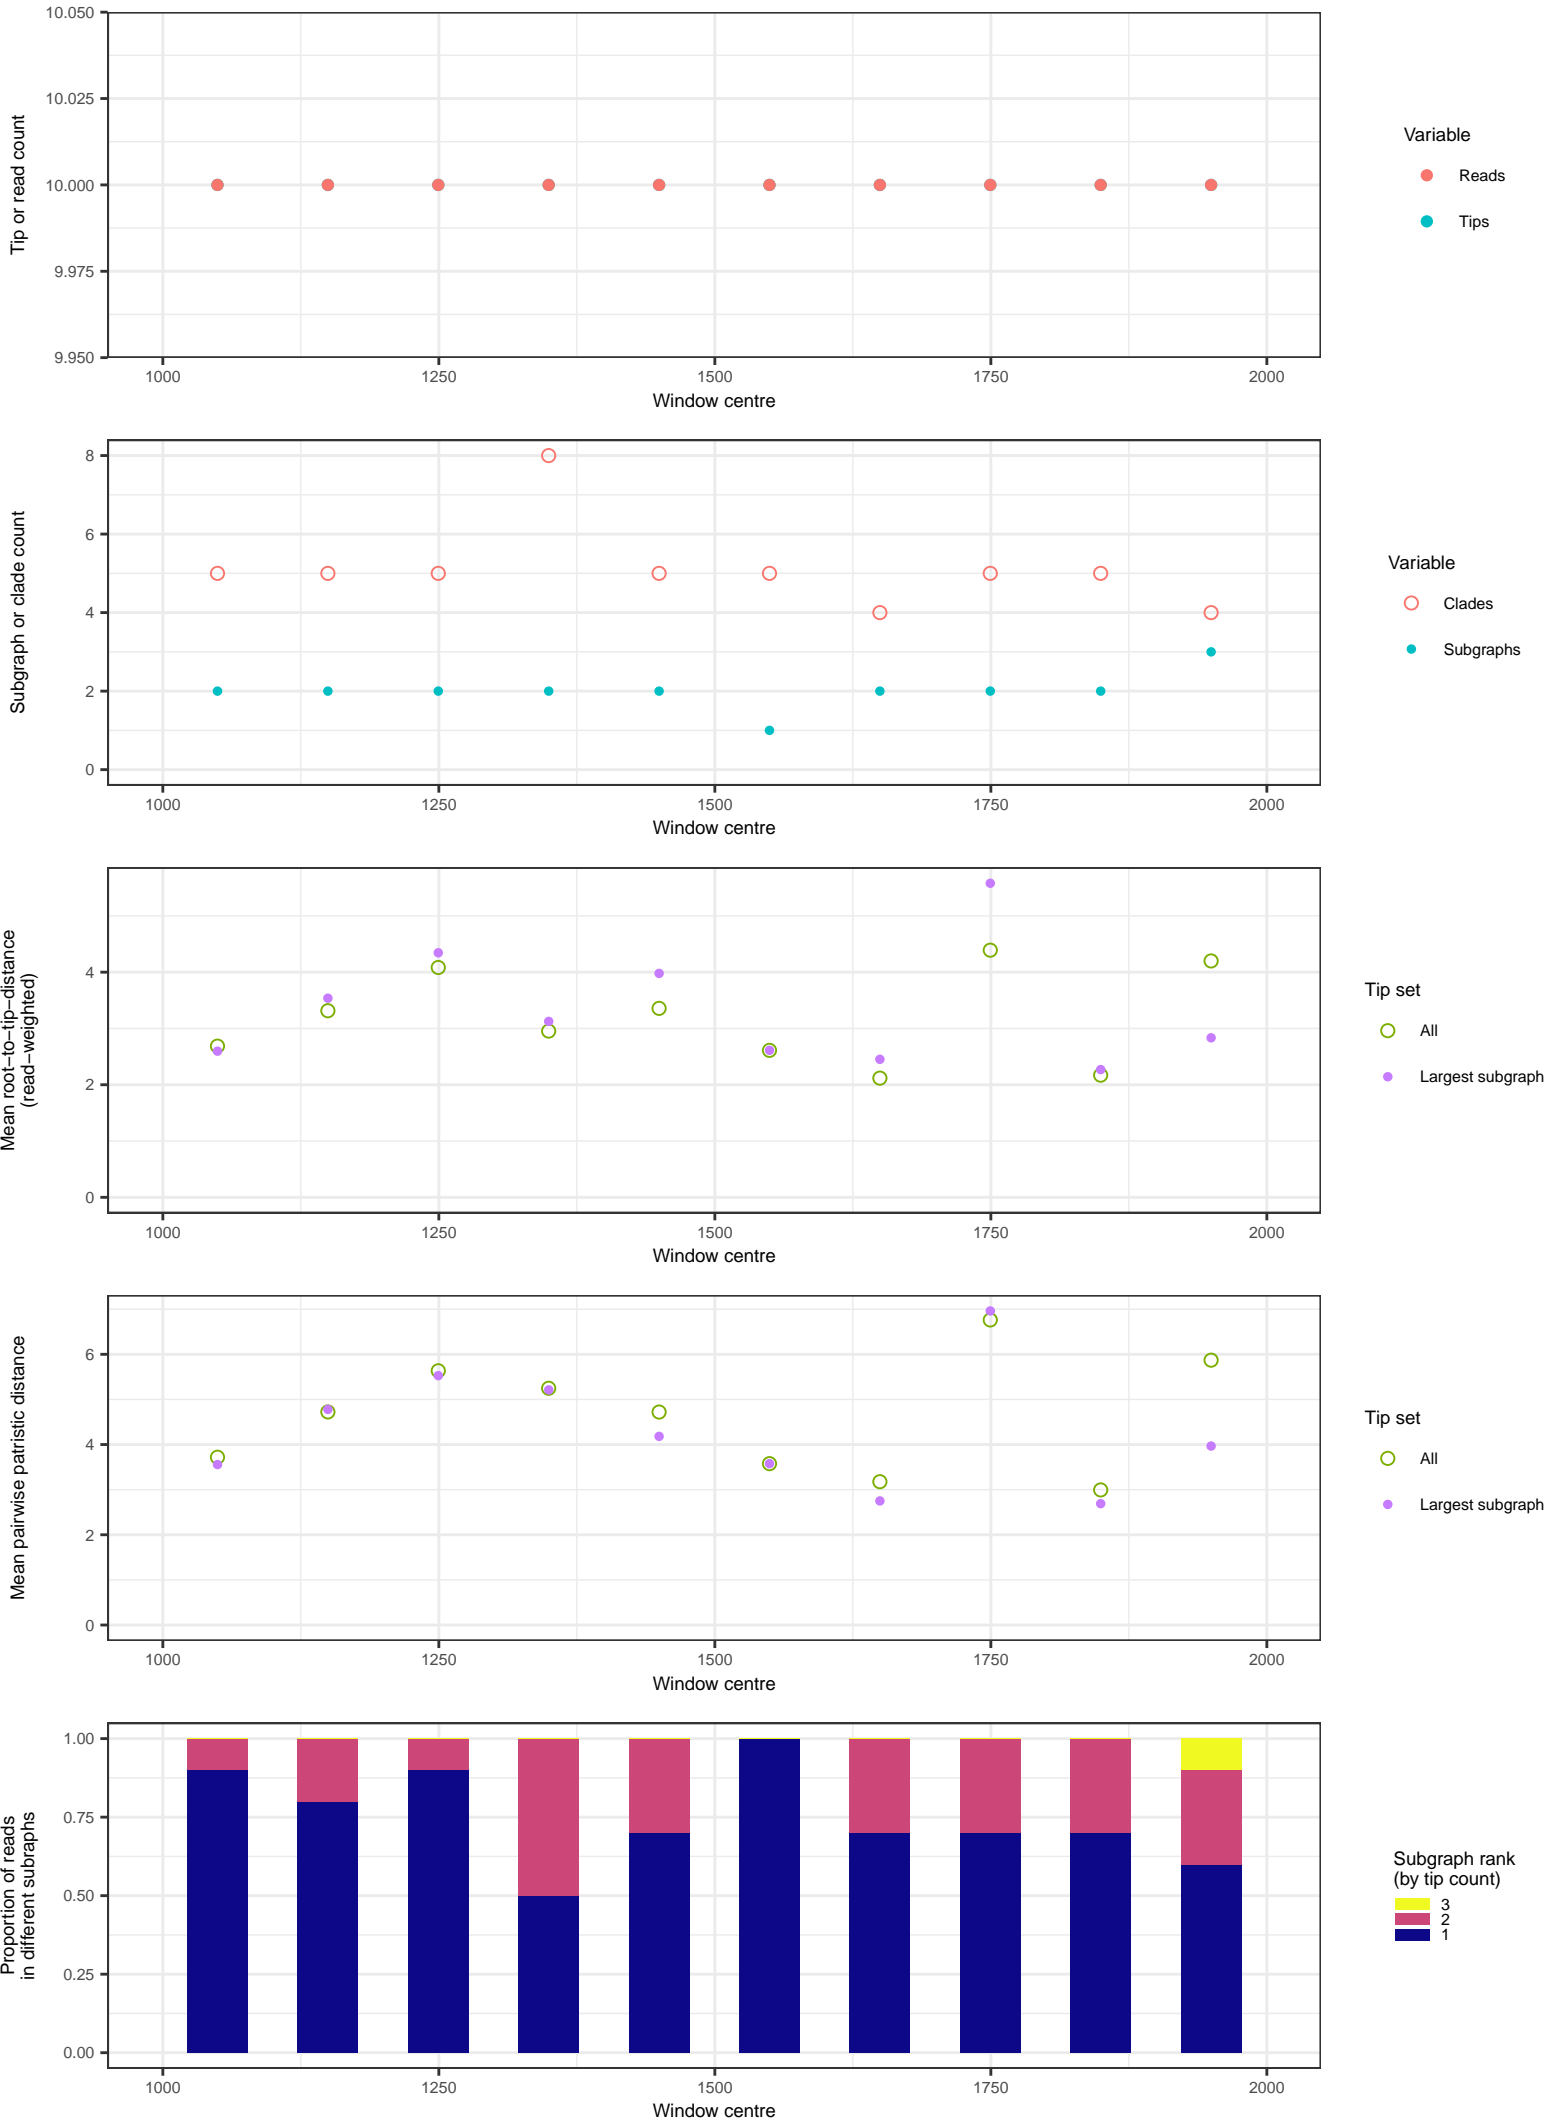 10.050
10.025
10.000
9.975
9.950
Tip or read count
1000 1250 1500 1750 2000
Window centre
Variable
Reads
Tips
8
6
4
2
0
Subgraph or clade count
1000 1250 1500 1750 2000
Window centre
Variable
Clades
Subgraphs
4
2
0
Mean root−to−tip−distance
(read−weighted)
1000 1250 1500 1750 2000
Window centre
Tip set
All
Largest subgraph
6
4
2
0
Mean pairwise patristic distance
1000 1250 1500 1750 2000
Window centre
Tip set
All
Largest subgraph
1.00
0.75
0.50
0.25
0.00
Proportion of reads
in different subraphs
1000 1250 1500 1750 2000
Window centre
Subgraph rank
(by tip count)
3
2
1